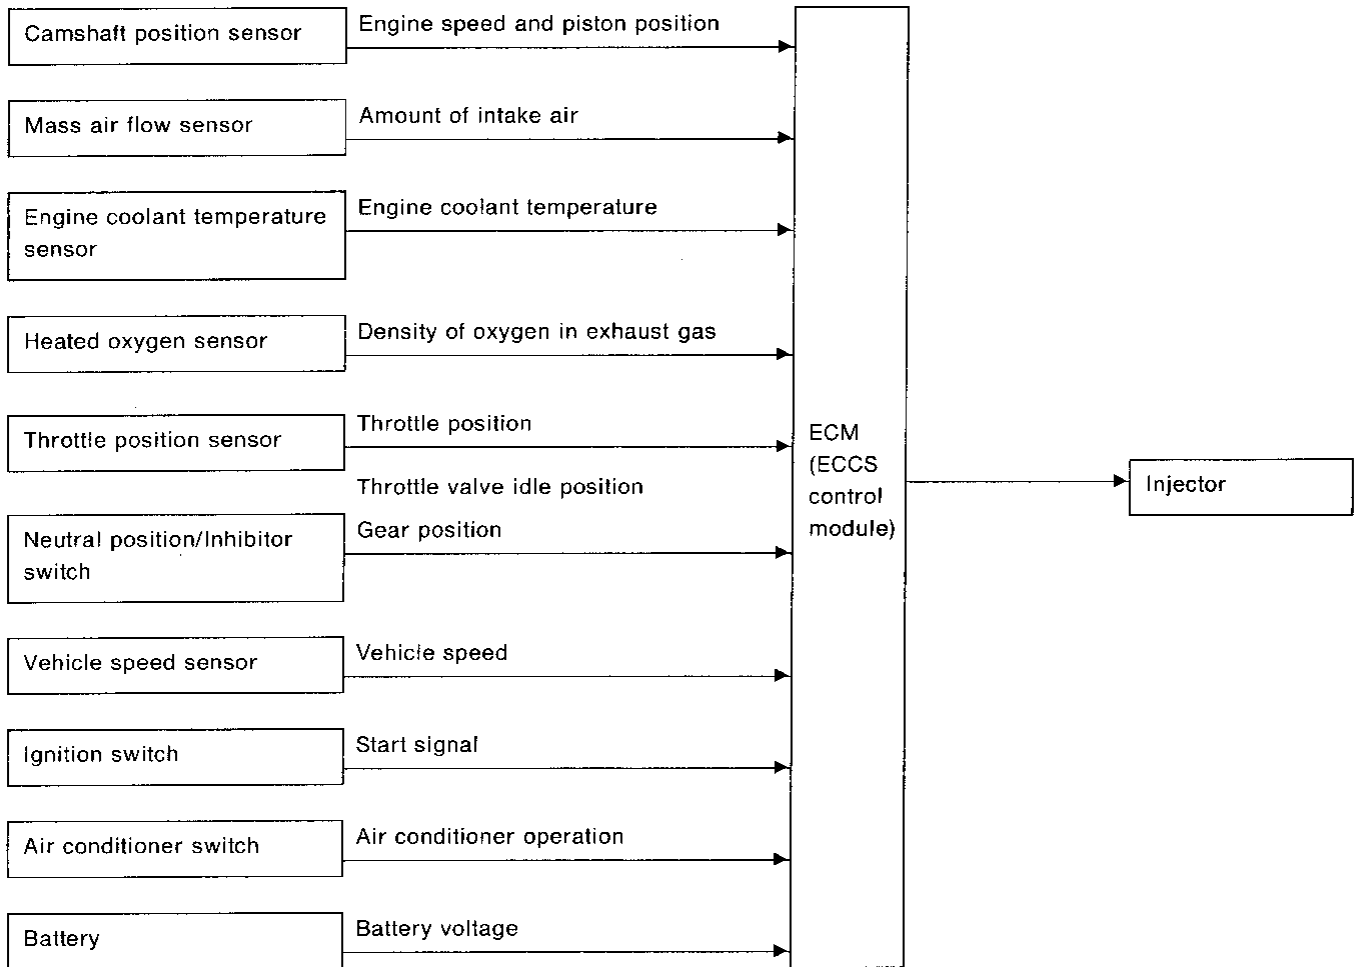 Camshaft position sensor
Engine speed and piston position
Mass air flow sensor
Amount of intake air
Engine coolant temperature
sensor
Engine coolant temperature
Heated oxygen sensor
Density of oxygen in exhaust gas
Throttle position sensor
Throttle position
Throttle valve idle position
Neutral position/Inhibitor
switch
Gear position
Vehicle speed sensor
Vehicle speed
Ignition switch
Start signal
Air conditioner switch
Air conditioner operation
Battery
Battery voltage
ECM
(ECCS
control
module)
Injector